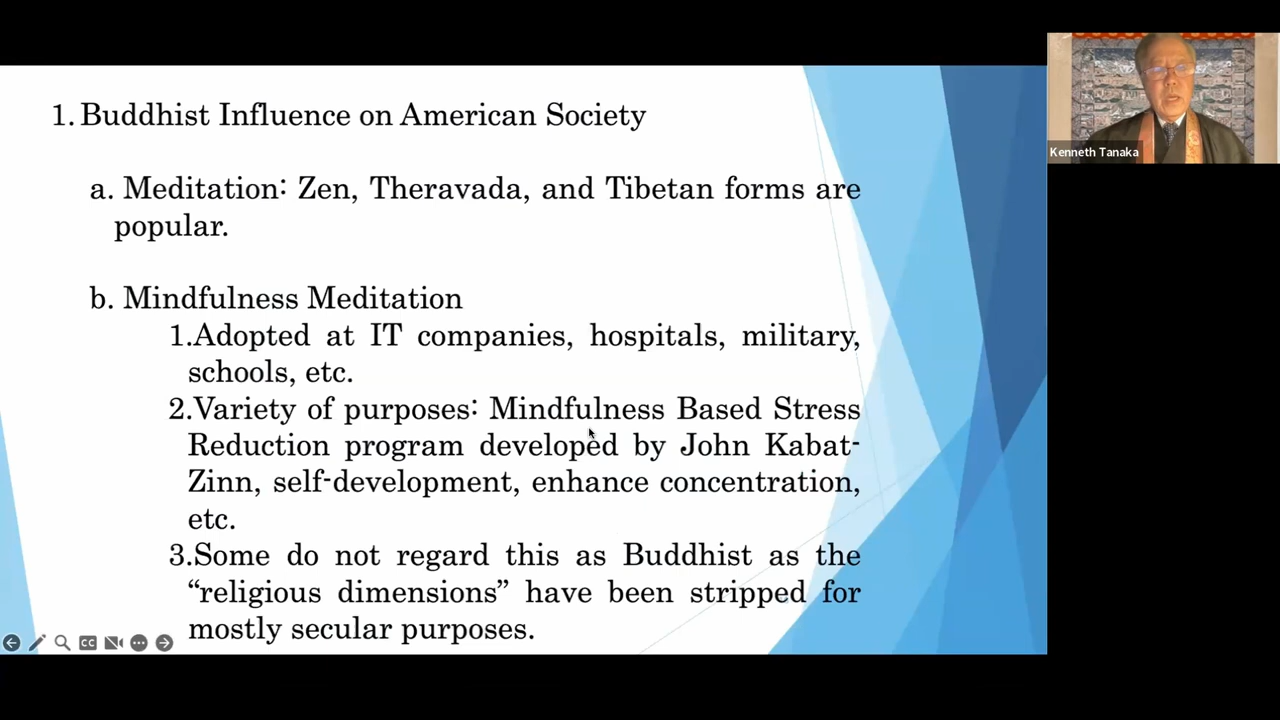 1. Buddhist Influence on American Society
a. Meditation: Zen, Theravada, and Tibetan forms are
popular.
b. Mindfulness Meditation
1.Adopted at IT companies, hospitals, military,
schools, etc.
2.Variety of purposes: Mindfulness Based Stress
Reduction program developed by John Kabat-
Zinn, self-development, enhance concentration,
etc.
3.Some do not regard this as Buddhist as the
“religious dimensions” have been stripped for
mostly secular purposes.
CC
Kenneth Tanaka